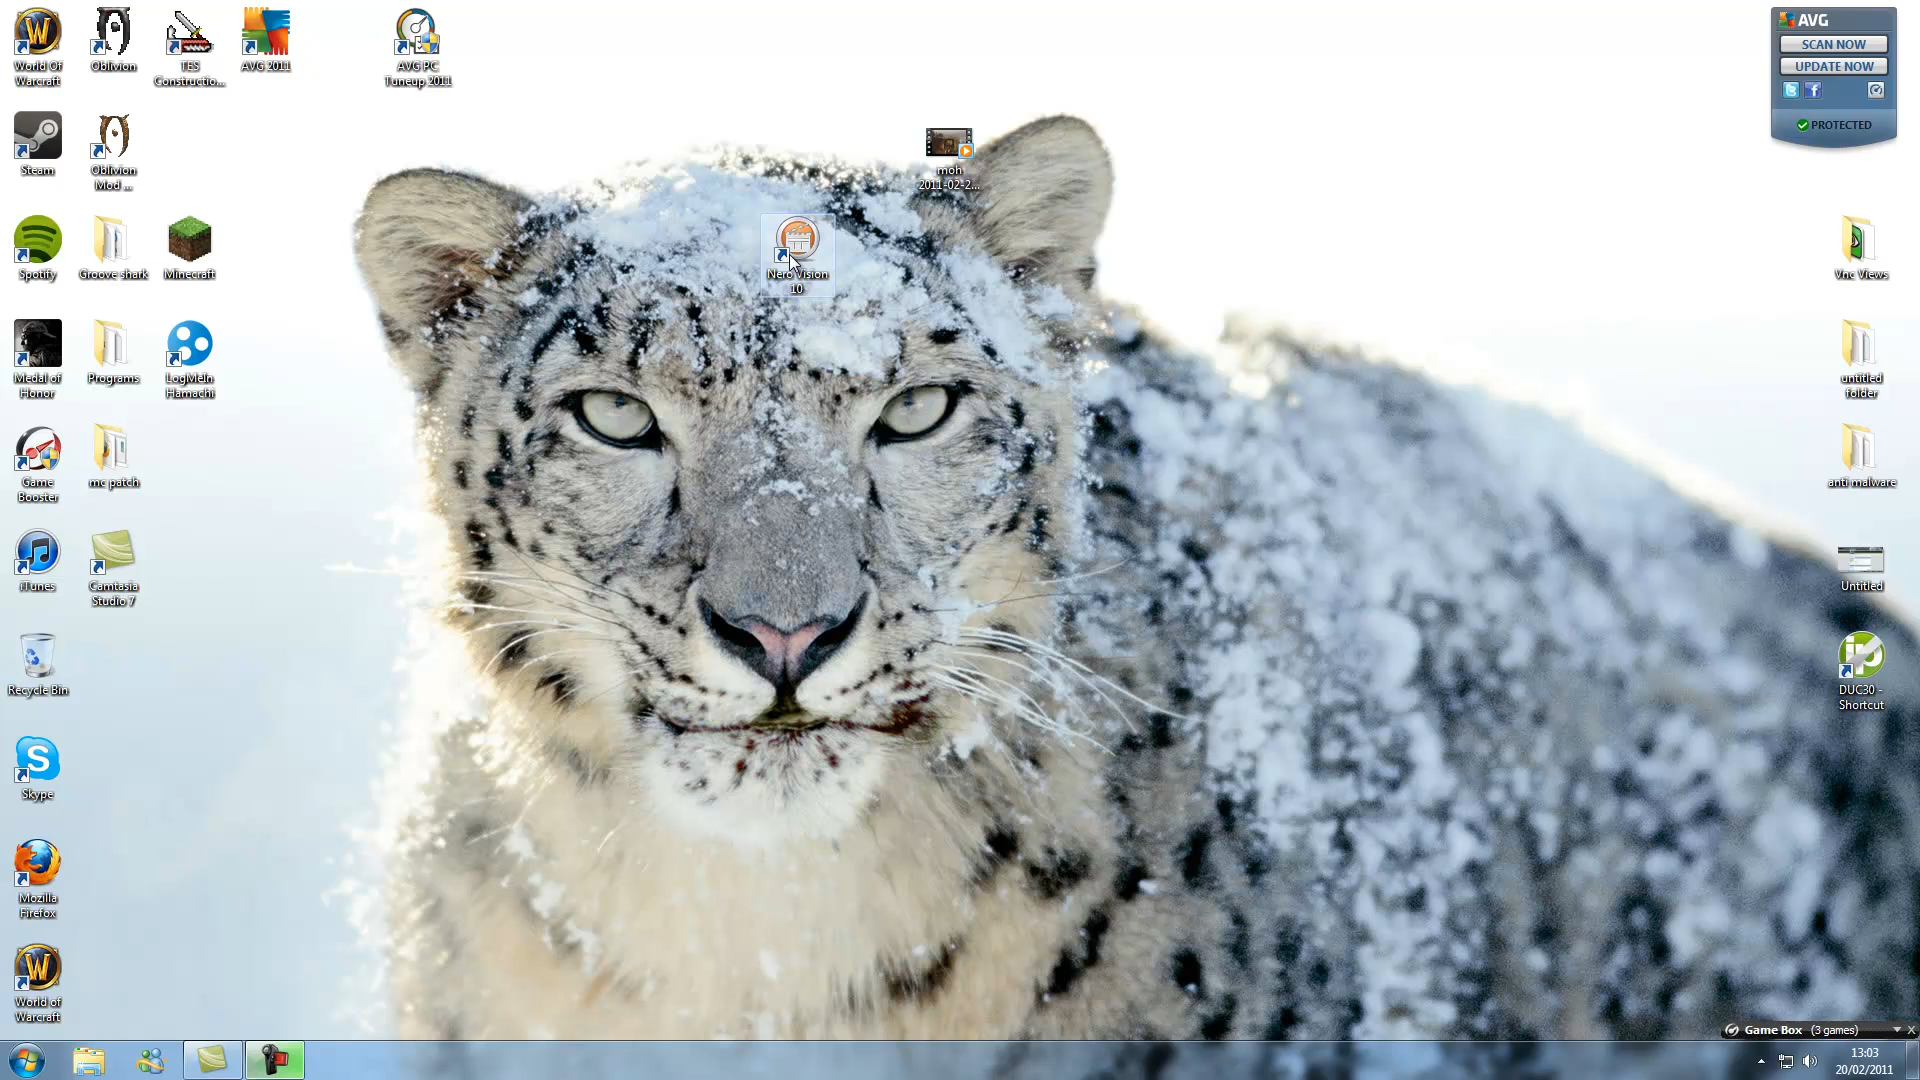 World Of
Warcraft
Oblivion
TES
Constructio...
AVG 2011
AVG PC
Tuneup 2011
AVG
SCAN NOW
UPDATE NOW
PROTECTED
Steam
Oblivion
Mod ...
moh
2011-02-2...
Spotify
Groove shark
Minecraft
Nero Vision
10
Vnc Views
Medal of
Honor
Programs
LogMeIn
Hamachi
untitled
folder
Game
Booster
mc patch
anti malware
iTunes
Camtasia
Studio 7
Untitled
Recycle Bin
DUC30 -
Shortcut
Skype
Mozilla
Firefox
World of
Warcraft
Game Box (3 games)
13:03
20/02/2011